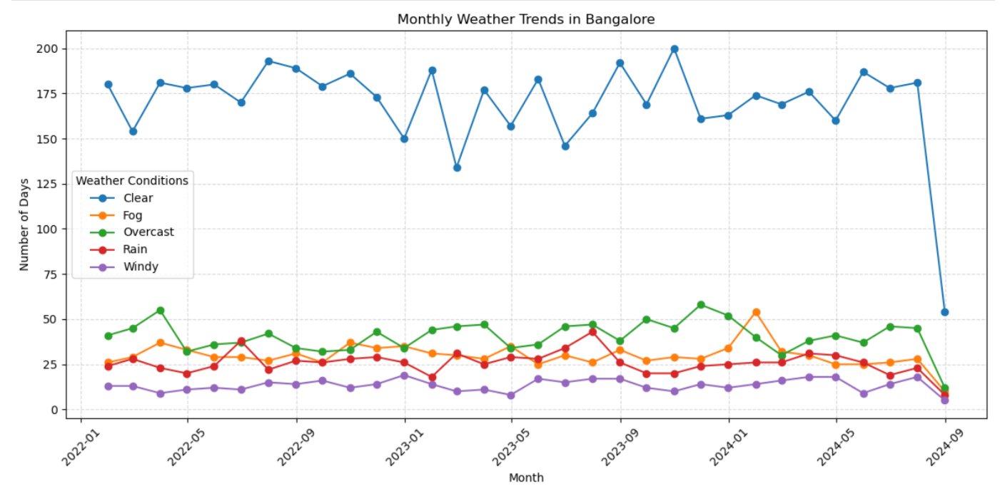 Monthly Weather Trends in Bangalore
Number of Days
200
175
150
125
100
75
50
25
0
Weather Conditions
Clear
Fog
Overcast
Rain
Windy
2022-01
2022-05
2022-09
2023-01
2023-05
2023-09
2024-01
2024-05
2024-09
Month